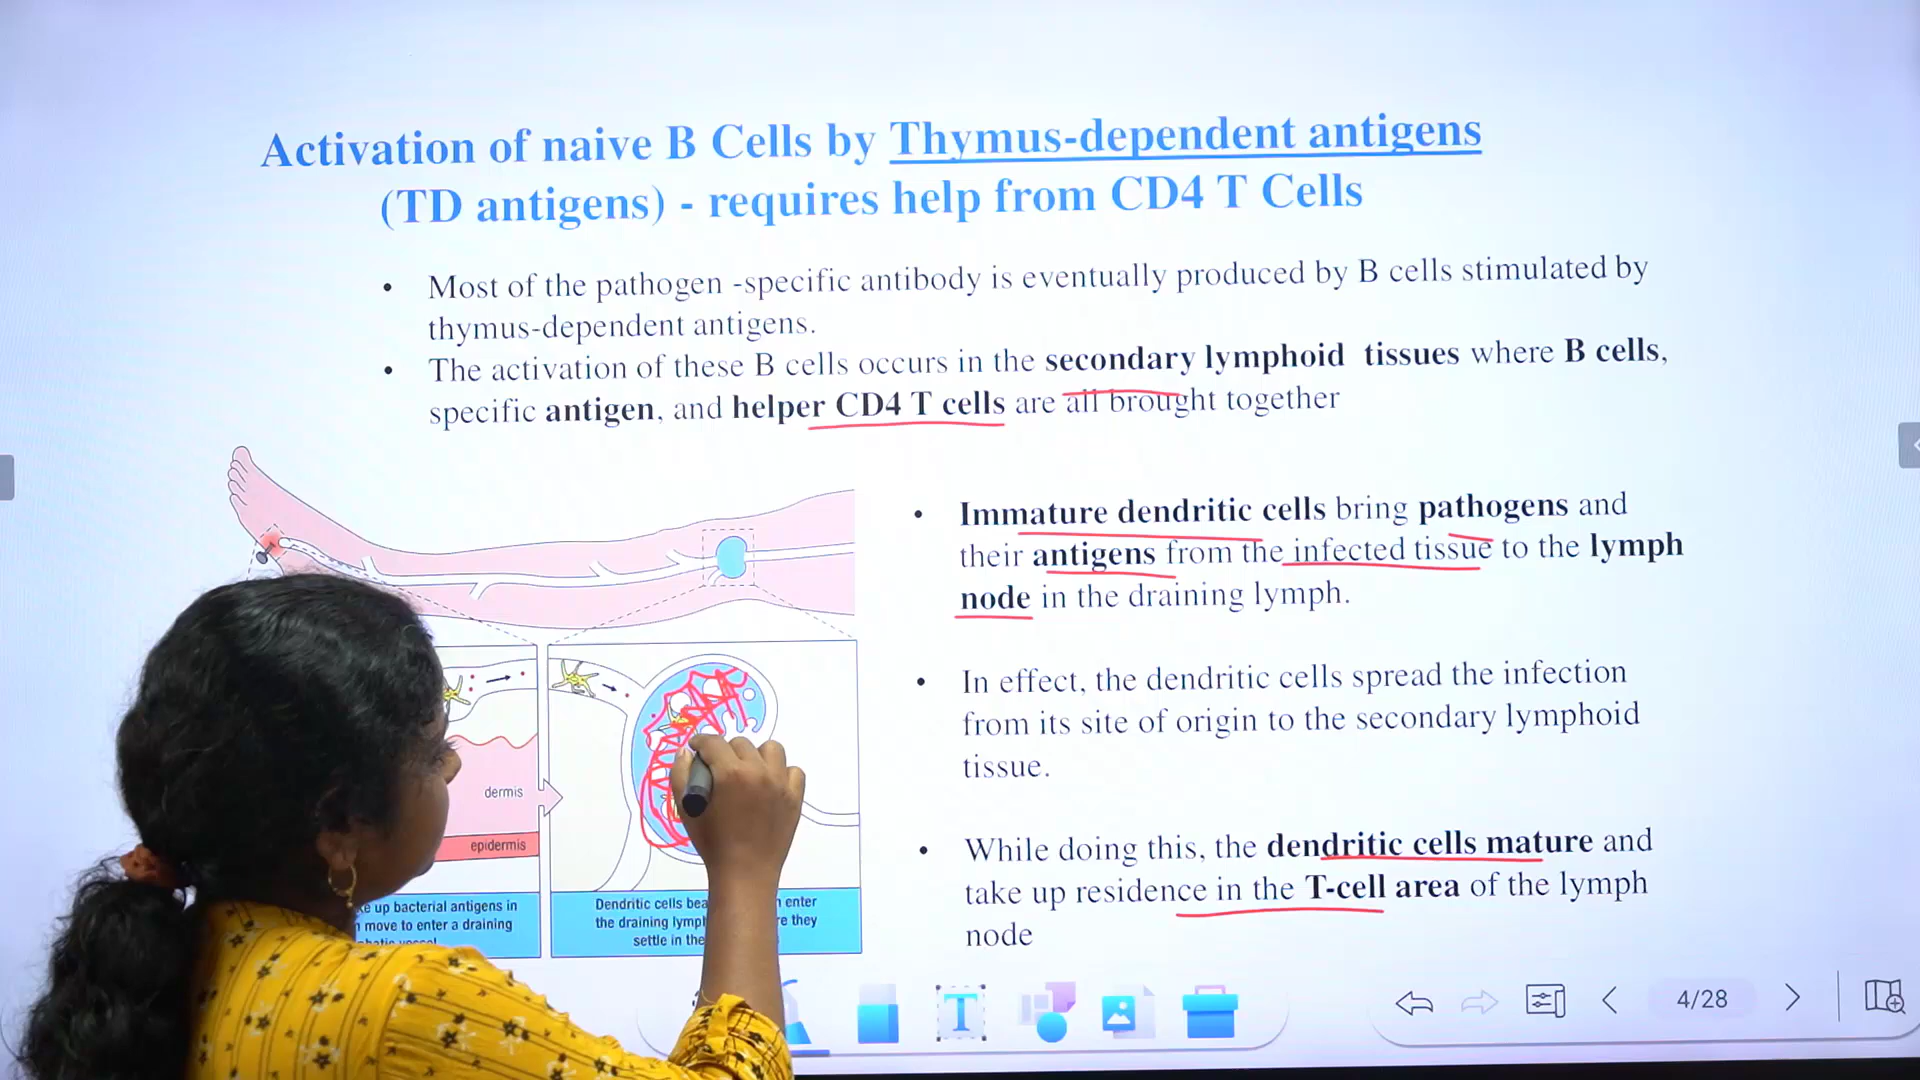 Activation of naive B Cells by Thymus-dependent antigens
(TD antigens) - requires help from CD4 T Cells
• Most of the pathogen -specific antibody is eventually produced by B cells stimulated by
thymus-dependent antigens.
• The activation of these B cells occurs in the secondary lymphoid tissues where B cells,
specific antigen, and helper CD4 T cells are all brought together
• Immature dendritic cells bring pathogens and
their antigens from the infected tissue to the lymph
node in the draining lymph.
• In effect, the dendritic cells spread the infection
from its site of origin to the secondary lymphoid
tissue.
• While doing this, the dendritic cells mature and
take up residence in the T-cell area of the lymph
node
dermis
epidermis
up bacterial antigens in
move to enter a draining
Dendritic cells enter
the draining they
settle in the
T
4/28